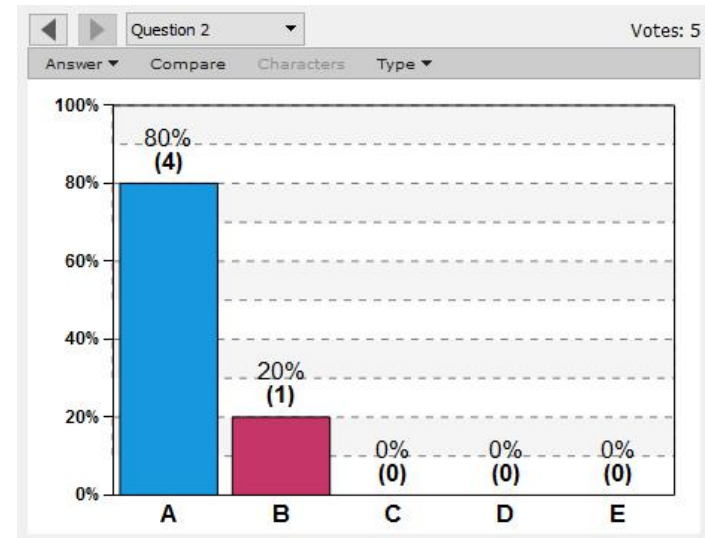 Question 2 Votes: 5
Answer Compare Characters Type
100%
80%
(4)
80%
60%
40%
20%
(1)
20%
0% 0% 0%
(0) (0) (0)
0%
A B C D E